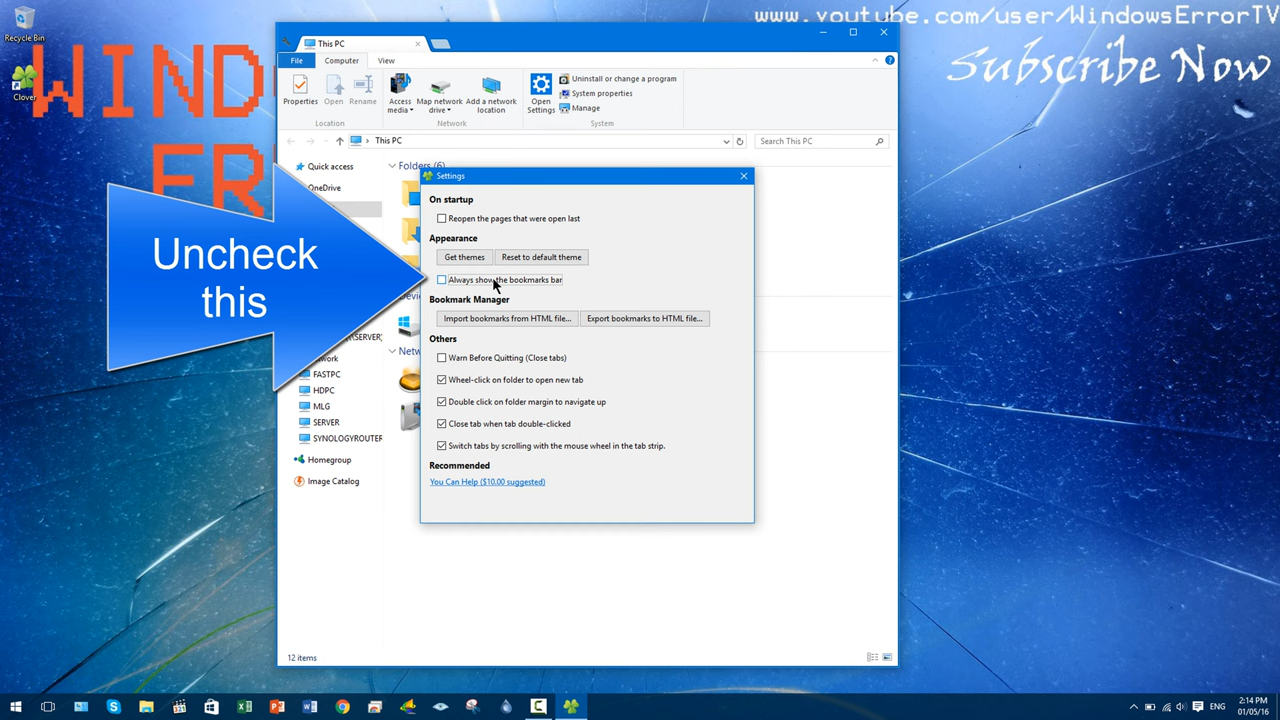 www.youtube.com/user/WindowsErrorTV
Subscribe Now
Recycle Bin
Clover
WIND
ER
This PC
File
Computer
View
Properties
Open
Rename
Access media
Map network drive
Add a network location
Open Settings
Uninstall or change a program
System properties
Manage
Location
Network
System
This PC
Search This PC
Quick access
OneDrive
Folders (6)
Settings
On startup
Reopen the pages that were open last
Appearance
Get themes
Reset to default theme
Always show the bookmarks bar
Bookmark Manager
Import bookmarks from HTML file...
Export bookmarks to HTML file...
Others
Warn Before Quitting (Close tabs)
Wheel-click on folder to open new tab
Double click on folder margin to navigate up
Close tab when tab double-clicked
Switch tabs by scrolling with the mouse wheel in the tab strip.
Recommended
You Can Help ($10.00 suggested)
Uncheck
this
FASTPC
HDPC
MLG
SERVER
SYNOLOGYROUTER
Homegroup
Image Catalog
12 items
ENG
2:14 PM
01/05/16